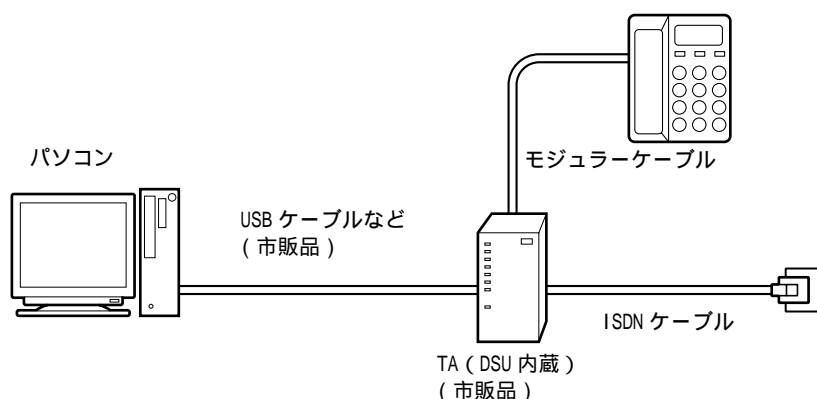 パソコン
モジュラーケーブル
USB ケーブルなど
(市販品)
ISDN ケーブル
TA(DSU 内蔵)
(市販品)